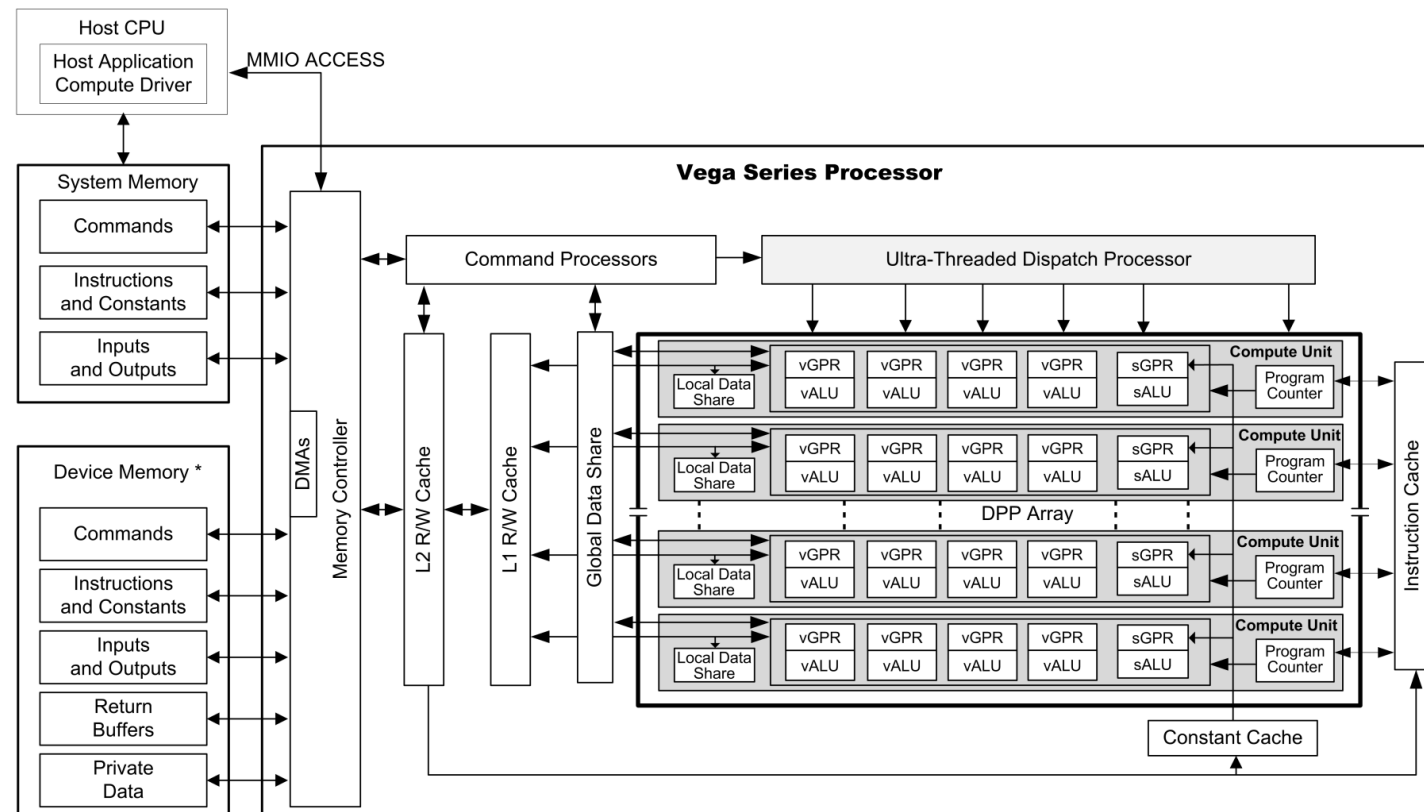 Host CPU
Host Application
Compute Driver
MMIO ACCESS
System Memory
Commands
Instructions
and Constants
Inputs
and Outputs
Device Memory *
Commands
Instructions
and Constants
Inputs
and Outputs
Return
Buffers
Private
Data
Vega Series Processor
DMAs
Memory Controller
Command Processors
Ultra-Threaded Dispatch Processor
L2 R/W Cache
L1 R/W Cache
Global Data Share
Compute Unit
Local Data
Share
vGPR vGPR vGPR vGPR sGPR
vALU vALU vALU vALU sALU
Program
Counter
Compute Unit
Local Data
Share
vGPR vGPR vGPR vGPR sGPR
vALU vALU vALU vALU sALU
Program
Counter
DPP Array
Compute Unit
Local Data
Share
vGPR vGPR vGPR vGPR sGPR
vALU vALU vALU vALU sALU
Program
Counter
Compute Unit
Local Data
Share
vGPR vGPR vGPR vGPR sGPR
vALU vALU vALU vALU sALU
Program
Counter
Instruction Cache
Constant Cache